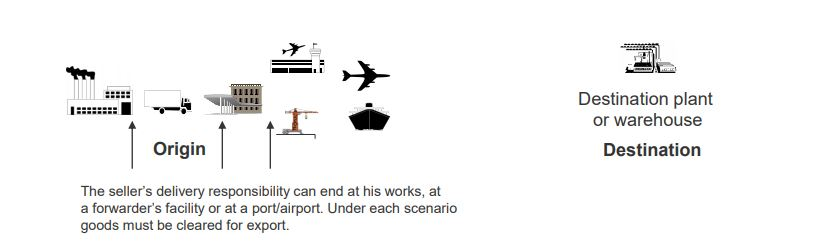 Destination plant
or warehouse
Origin
Destination
The seller's delivery responsibility can end at his works, at
a forwarder's facility or at a port/airport. Under each scenario
goods must be cleared for export.